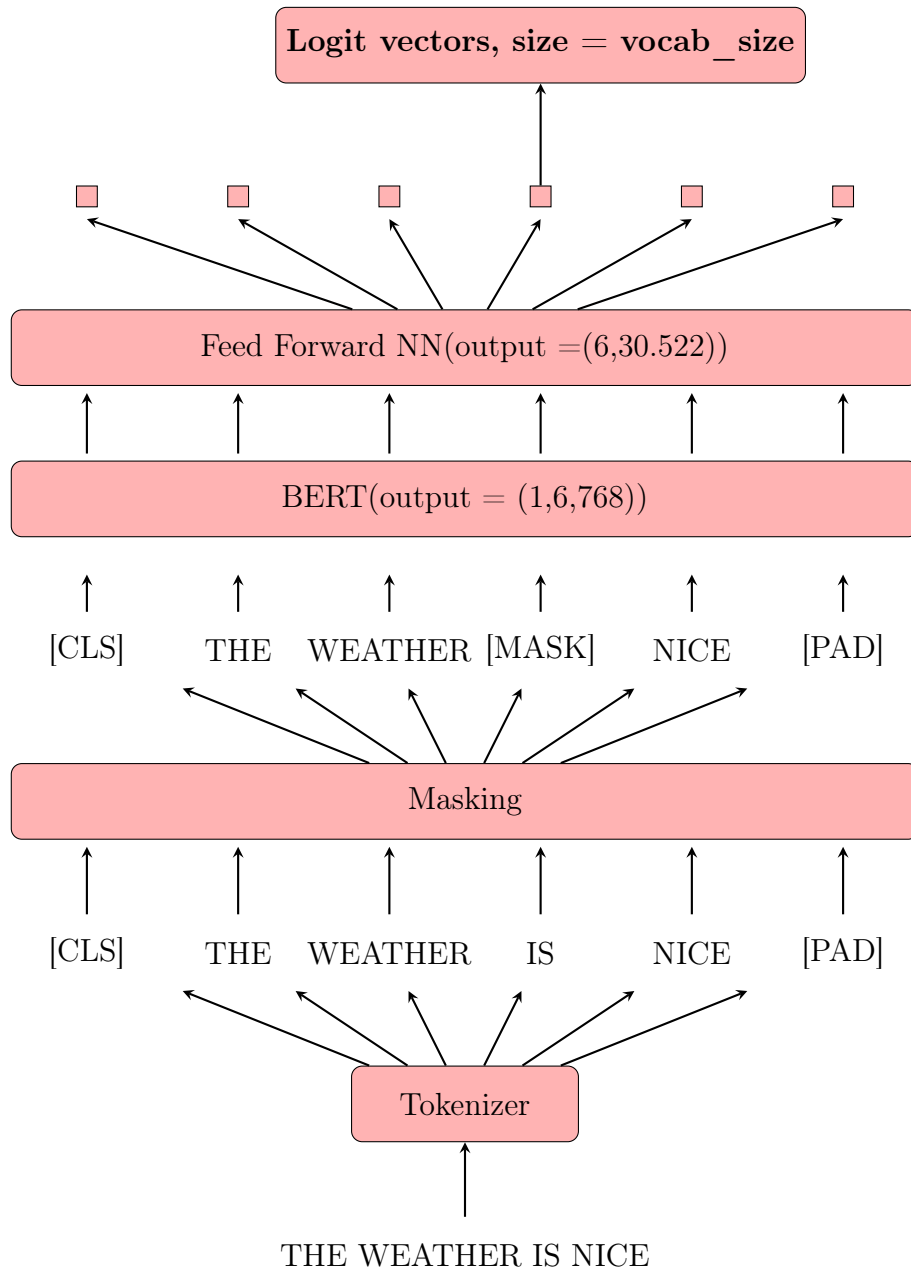 Logit vectors, size = vocab_size
Feed Forward NN(output =(6,30.522))
BERT(output = (1,6,768))
[CLS] THE WEATHER [MASK] NICE [PAD]
Masking
[CLS] THE WEATHER IS NICE [PAD]
Tokenizer
THE WEATHER IS NICE